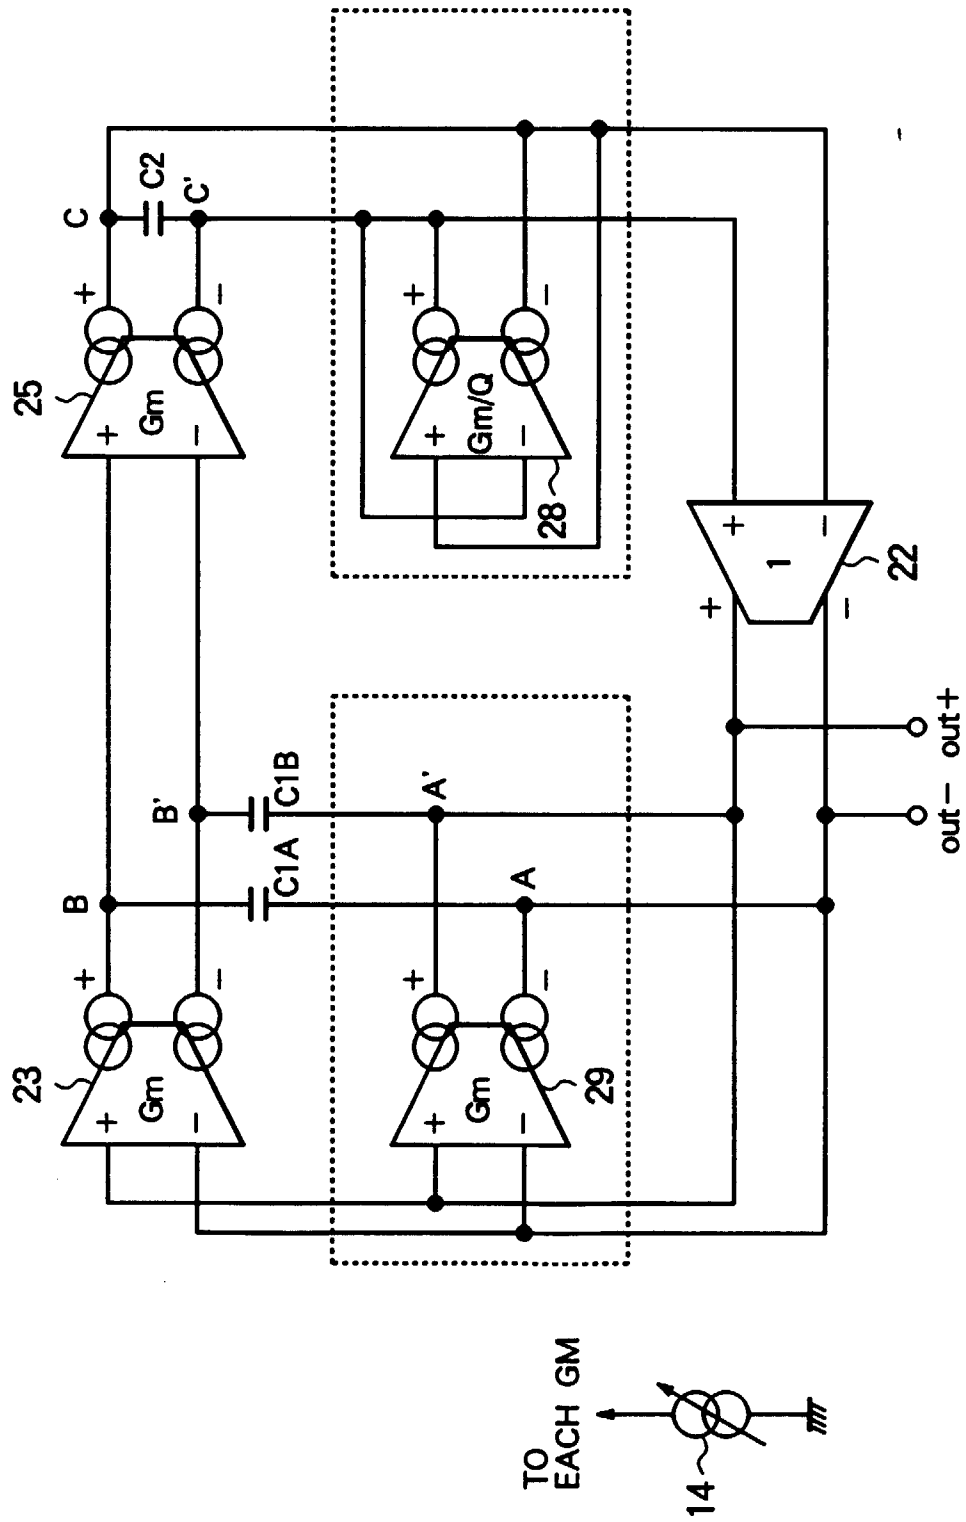 23
+
Gm
−
+
−
B
B'
C1A
C1B
25
+
Gm
−
+
−
C
C2
C'
29
+
Gm
−
+
−
A'
A
28
+
Gm/Q
−
+
−
22
1
+
−
+
−
out−
out+
14
TO
EACH GM